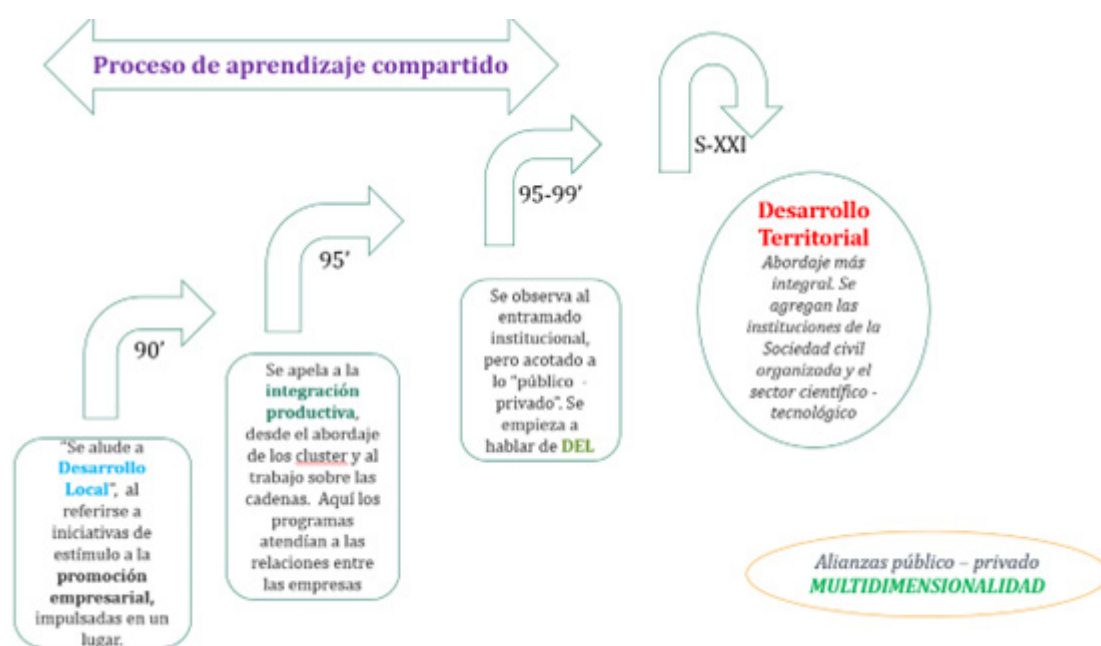 Proceso de aprendizaje compartido
90’
"Se alude a
Desarrollo
Local", al
referirse a
iniciativas de
estímulo a la
promoción
empresarial,
impulsadas en un
lugar.
95’
Se apela a la
integración
productiva,
desde el abordaje
de los cluster y al
trabajo sobre las
cadenas. Aquí los
programas
atendían a las
relaciones entre
las empresas
95-99’
Se observa al
entramado
institucional,
pero acotado a
lo "público -
privado". Se
empieza a
hablar de DEL
S-XXI
Desarrollo
Territorial
Abordaje más
integral. Se
agregan las
instituciones de la
Sociedad civil
organizada y el
sector científico -
tecnológico
Alianzas público – privado
MULTIDIMENSIONALIDAD